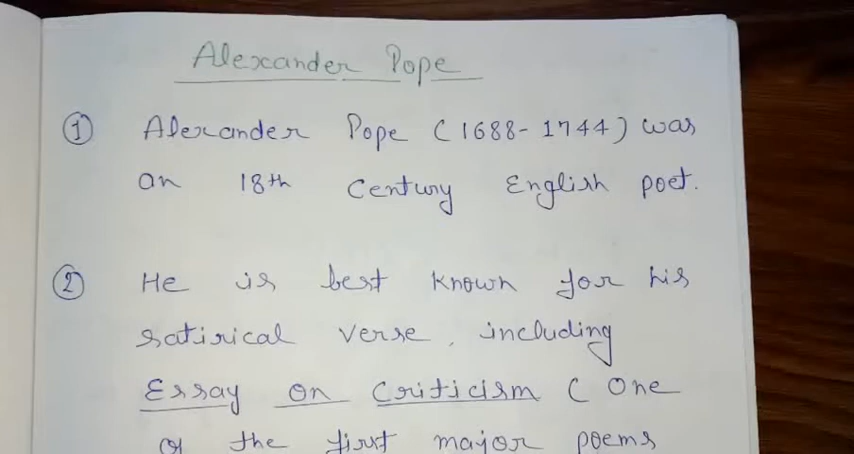 Alexander Pope
① Alexander Pope (1688-1744) was
an 18th Century English poet.
② He is best known for his
satirical verse, including
Essay on Criticism (One
of the first major poems